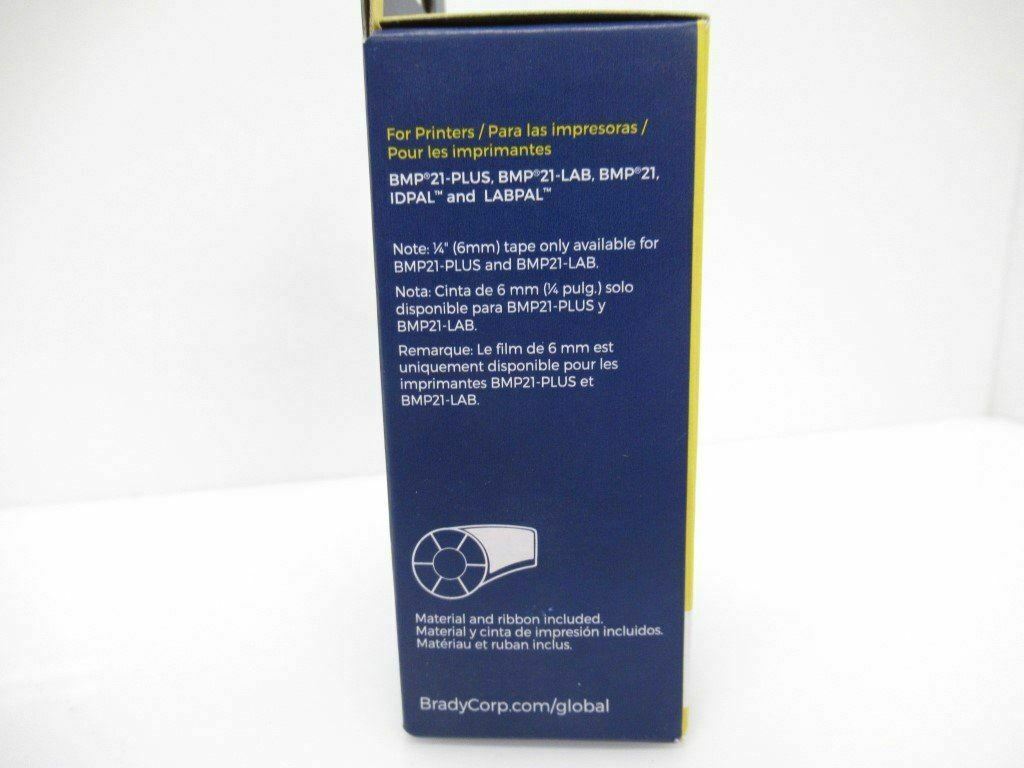 For Printers / Para las impresoras /
Pour les imprimantes
BMP®21-PLUS, BMP®21-LAB, BMP®21,
IDPAL™ and LABPAL™
Note: ¼" (6mm) tape only available for
BMP21-PLUS and BMP21-LAB.
Nota: Cinta de 6 mm (¼ pulg.) solo
disponible para BMP21-PLUS y
BMP21-LAB.
Remarque: Le film de 6 mm est
uniquement disponible pour les
imprimantes BMP21-PLUS et
BMP21-LAB.
Material and ribbon included.
Material y cinta de impresión incluidos.
Matériau et ruban inclus.
BradyCorp.com/global